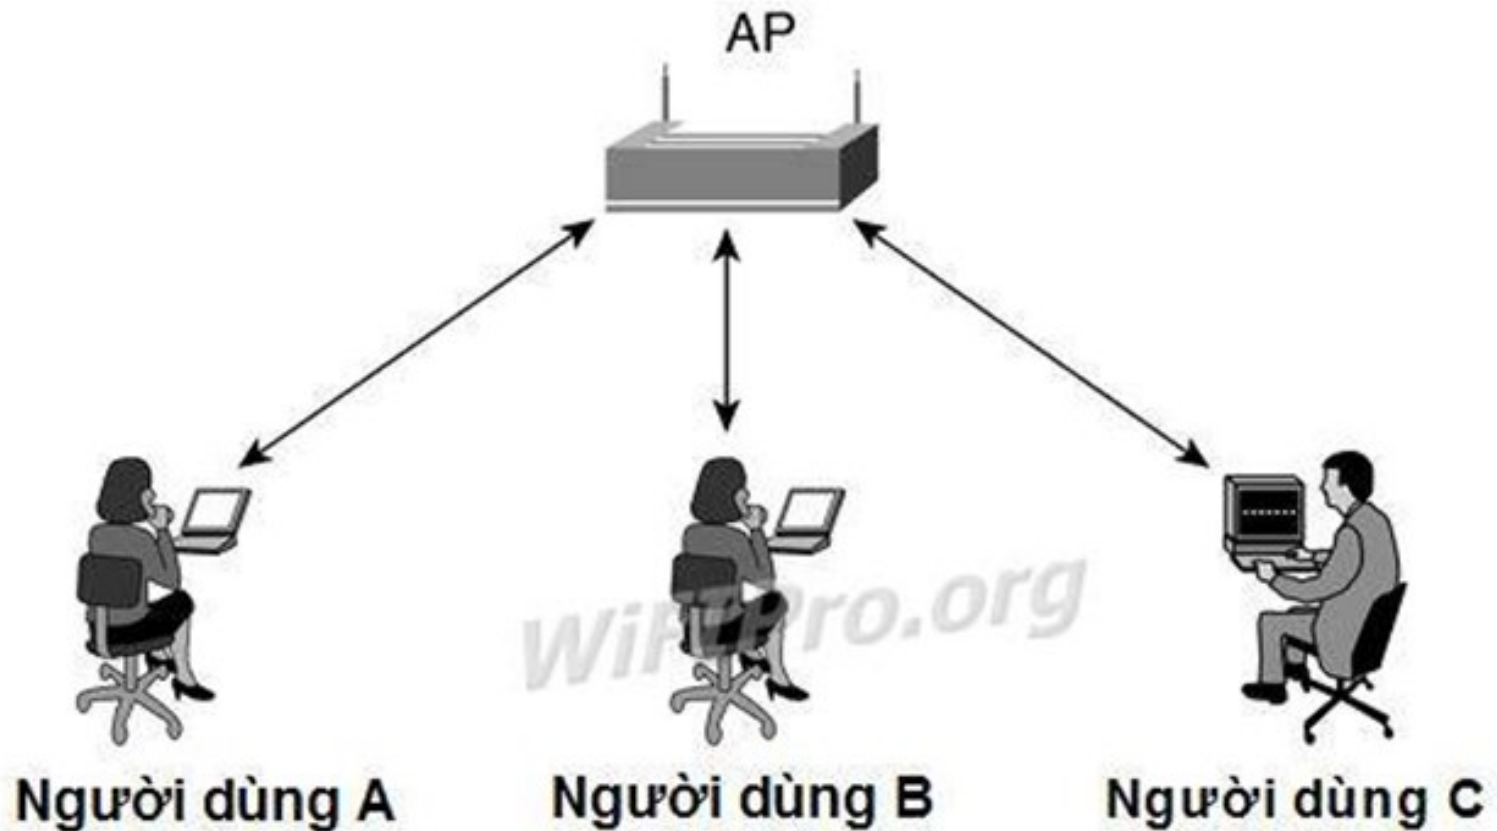 AP
WiFiPro.org
Người dùng A
Người dùng B
Người dùng C